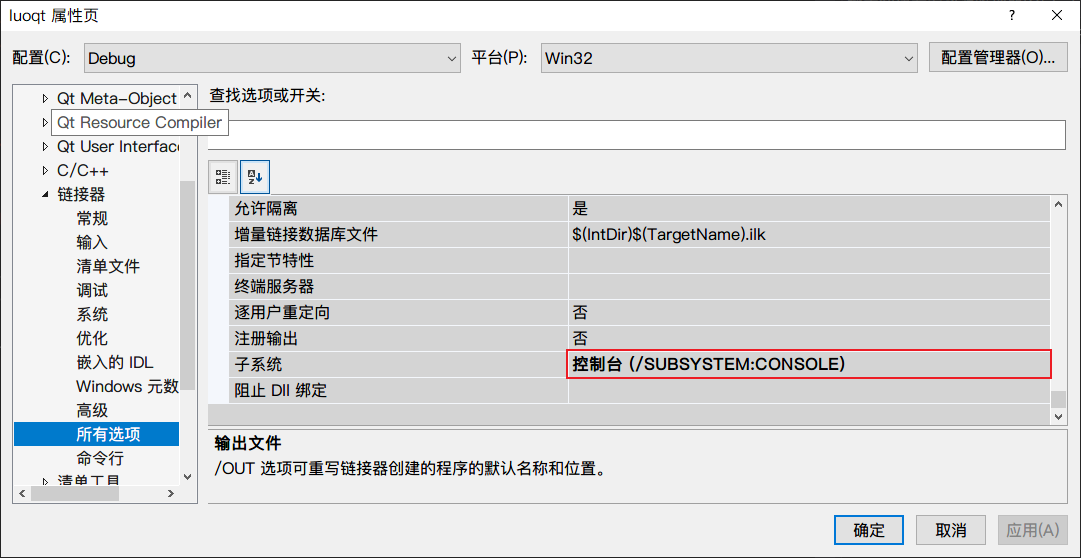 luoqt 属性页
?
配置(C):
Debug
平台(P):
Win32
配置管理器(O)...
Qt Meta-Object
Qt Resource Compiler
Qt User Interface
C/C++
链接器
常规
输入
清单文件
调试
系统
优化
嵌入的 IDL
Windows 元数
高级
所有选项
命令行
清单工具
查找选项或开关:
允许隔离 是
增量链接数据库文件 $(IntDir)$(TargetName).ilk
指定节特性
终端服务器
逐用户重定向 否
注册输出 否
子系统 控制台 (/SUBSYSTEM:CONSOLE)
阻止 Dll 绑定
输出文件
/OUT 选项可重写链接器创建的程序的默认名称和位置。
确定
取消
应用(A)